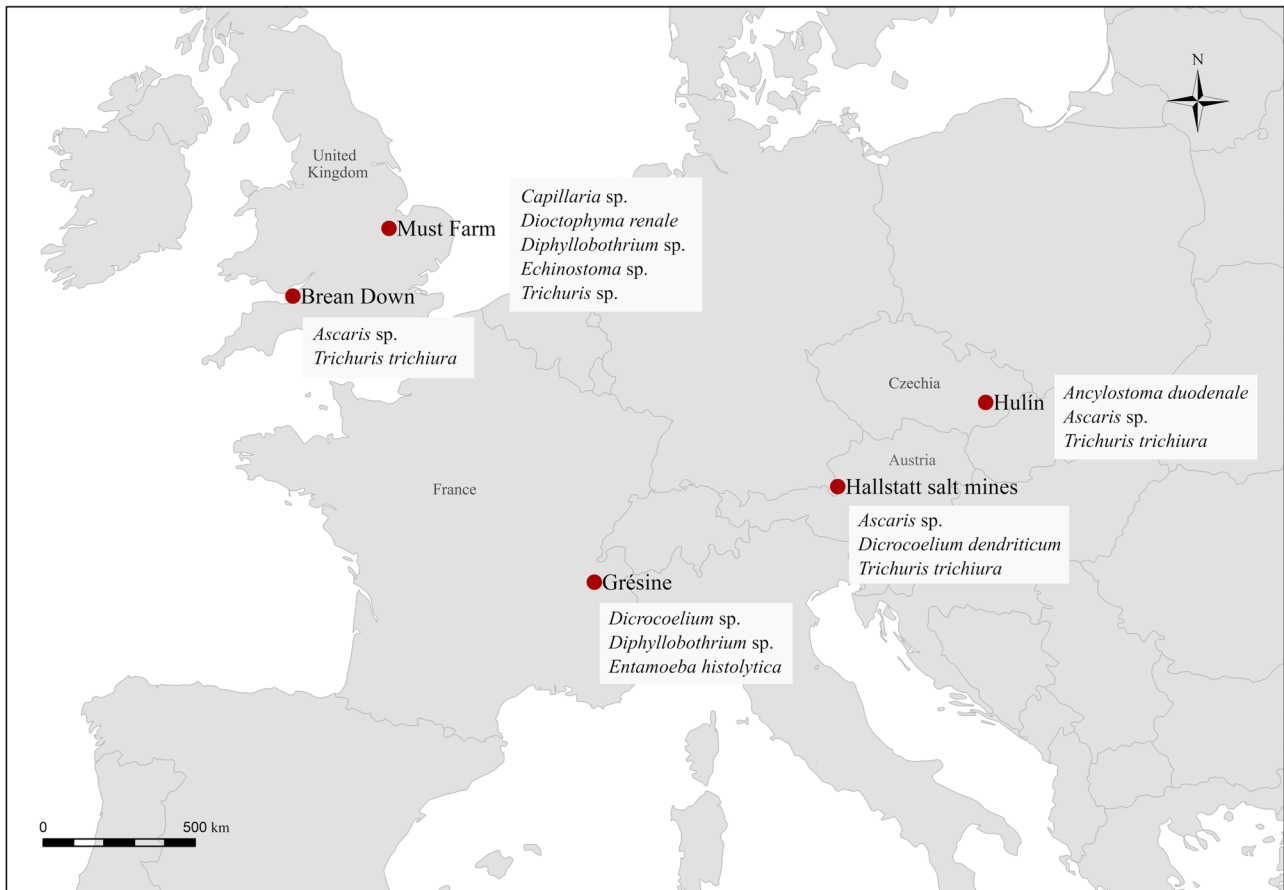 N
United
Kingdom
Must Farm
Capillaria sp.
Dioctophyma renale
Diphyllobothrium sp.
Echinostoma sp.
Trichuris sp.
Brean Down
Ascaris sp.
Trichuris trichiura
Czechia
Hulín
Ancylostoma duodenale
Ascaris sp.
Trichuris trichiura
Austria
Hallstatt salt mines
Ascaris sp.
Dicrocoelium dendriticum
Trichuris trichiura
France
Grésine
Dicrocoelium sp.
Diphyllobothrium sp.
Entamoeba histolytica
0 500 km